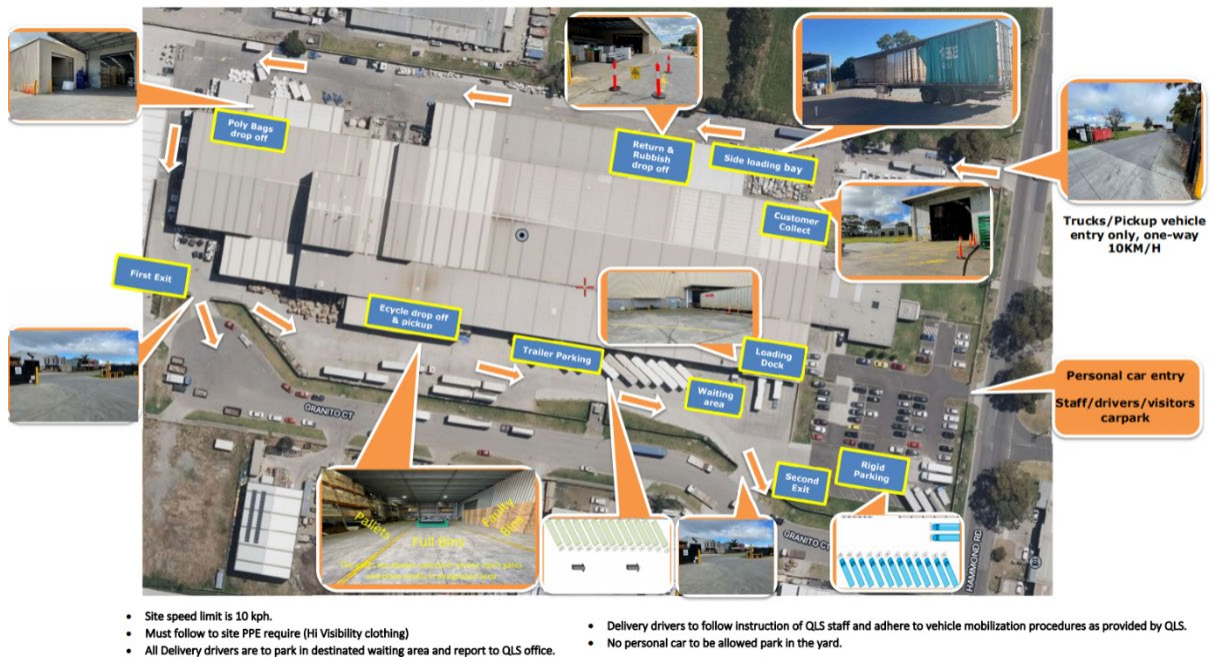 Poly Bags
drop off
Return &
Rubbish
drop off
Side loading bay
Customer
Collect
Trucks/Pickup vehicle
entry only, one-way
10KM/H
First Exit
Ecycle drop off
& pickup
Trailer Parking
Loading
Dock
Waiting
area
Personal car entry
Staff/drivers/visitors
carpark
GRANITO CT
Second
Exit
Rigid
Parking
Pallets
Full Bins
Faulty
Bins
GRANITO CT
HAMMOND RD
• Site speed limit is 10 kph.
• Must follow to site PPE require (Hi Visibility clothing)
• All Delivery drivers are to park in destinated waiting area and report to QLS office.
• Delivery drivers to follow instruction of QLS staff and adhere to vehicle mobilization procedures as provided by QLS.
• No personal car to be allowed park in the yard.